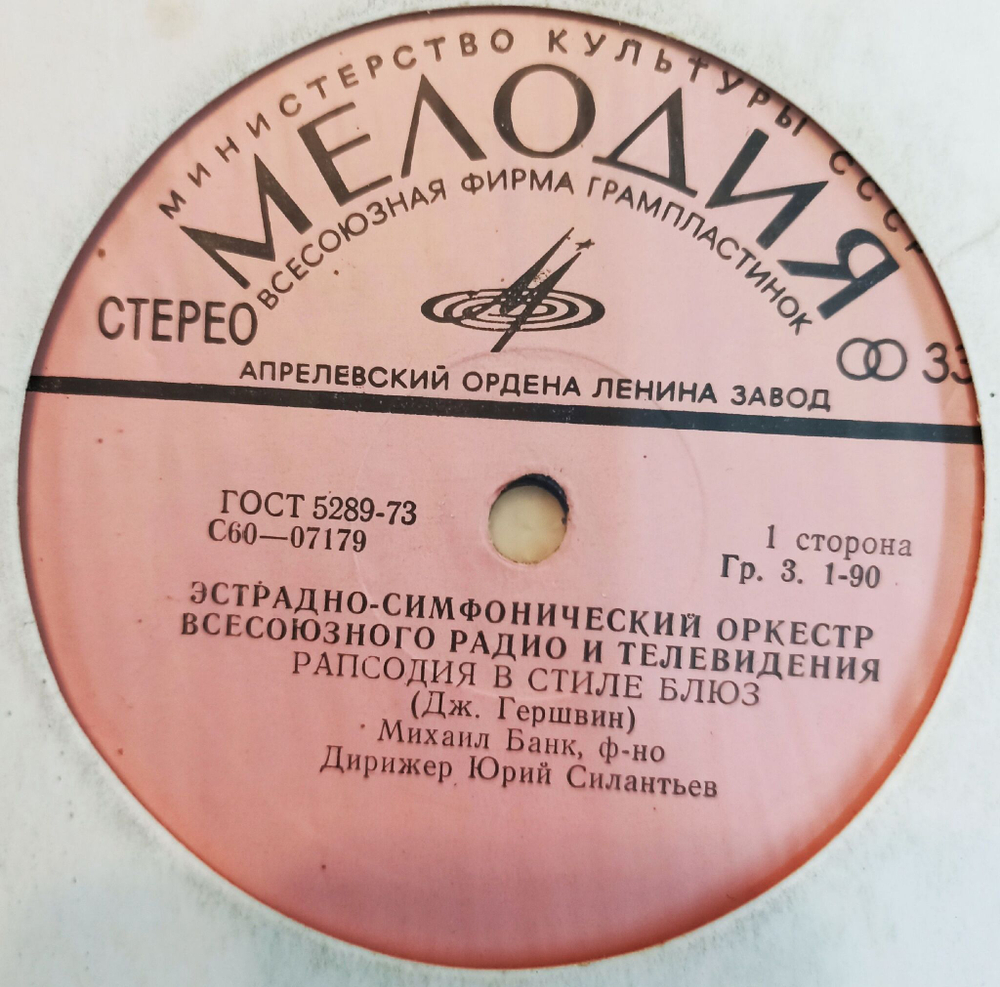 МИНИСТЕРСТВО КУЛЬТУРЫ СССР
МЕЛОДИЯ
ВСЕСОЮЗНАЯ ФИРМА ГРАМПЛАСТИНОК
СТЕРЕО
33
АПРЕЛЕВСКИЙ ОРДЕНА ЛЕНИНА ЗАВОД
ГОСТ 5289-73
С60—07179
1 сторона
Гр. 3. 1-90
ЭСТРАДНО-СИМФОНИЧЕСКИЙ ОРКЕСТР
ВСЕСОЮЗНОГО РАДИО И ТЕЛЕВИДЕНИЯ
РАПСОДИЯ В СТИЛЕ БЛЮЗ
(Дж. Гершвин)
Михаил Банк, ф-но
Дирижер Юрий Силантьев